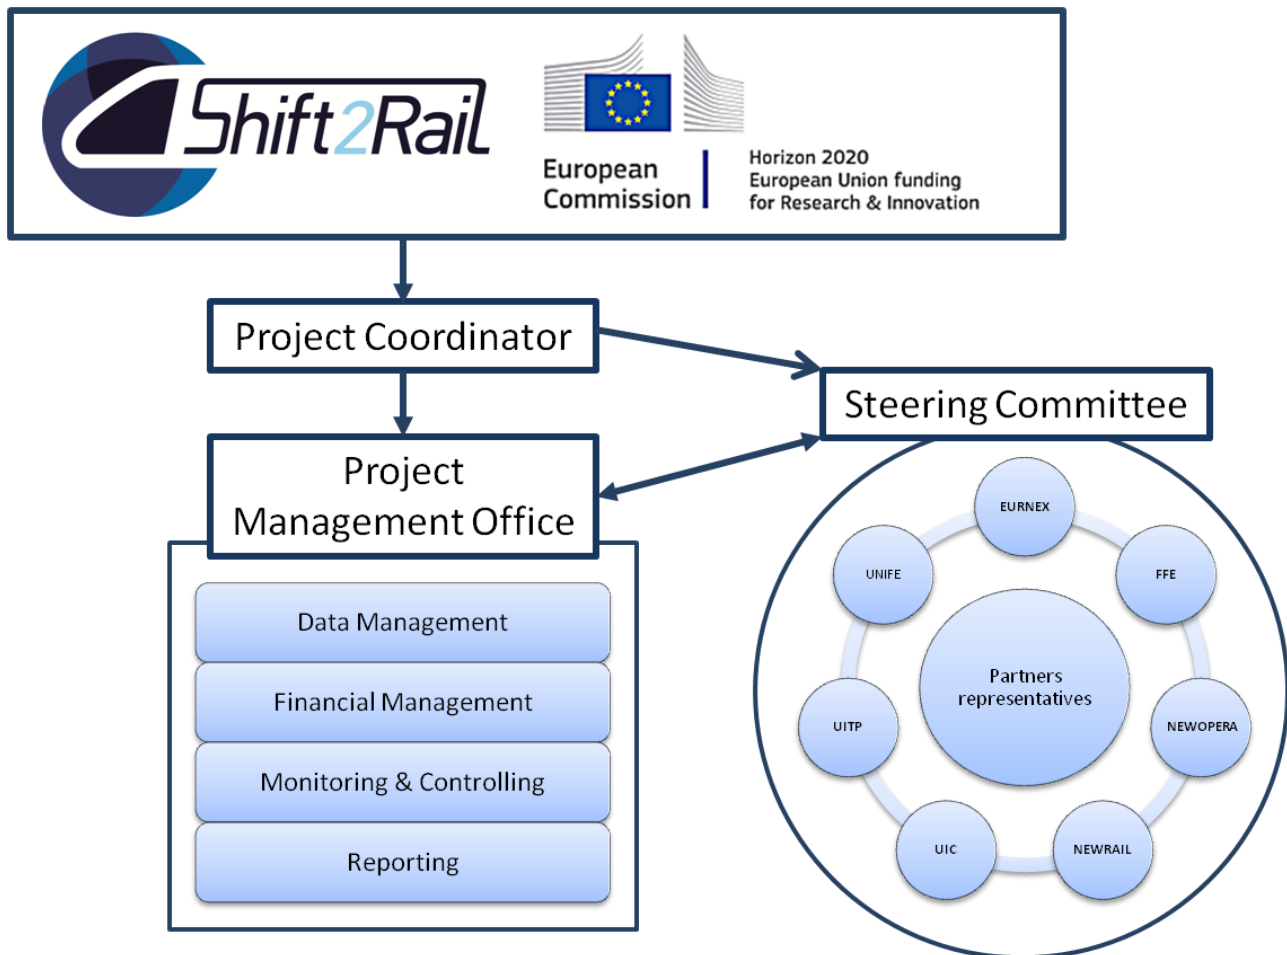 Shift2Rail
European
Commission
Horizon 2020
European Union funding
for Research & Innovation
Project Coordinator
Steering Committee
Project
Management Office
Data Management
Financial Management
Monitoring & Controlling
Reporting
EURNEX
FFE
NEWOPERA
NEWRAIL
UIC
UITP
UNIFE
Partners
representatives